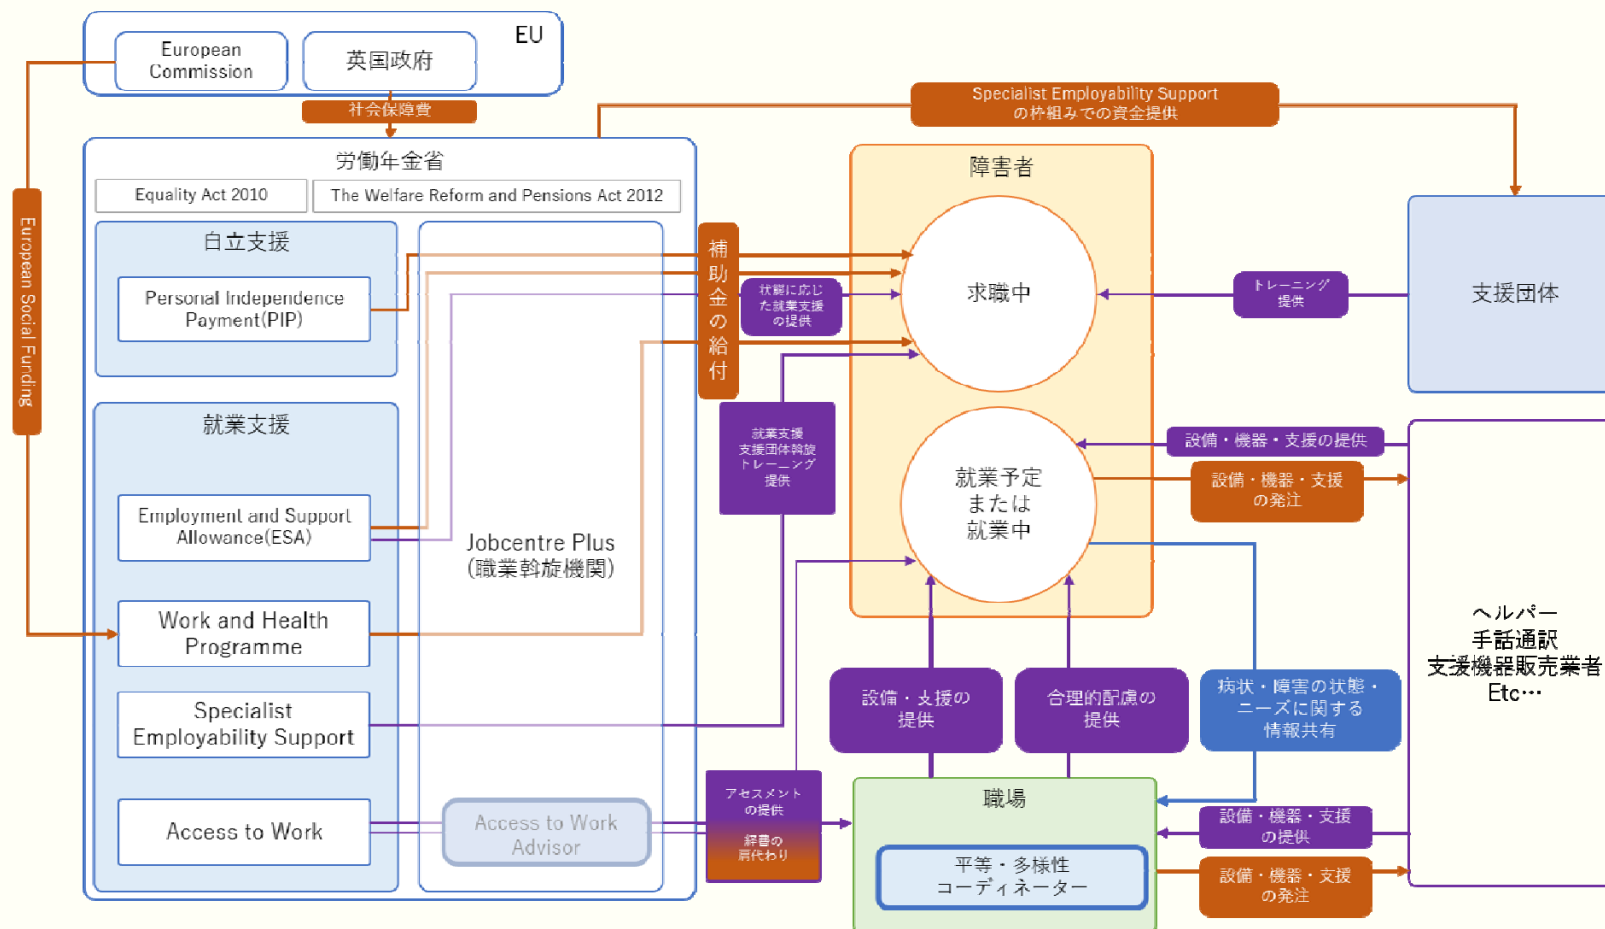 EU
European
Commission
英国政府
社会保障費
Specialist Employability Support
の枠組みでの資金提供
European Social Funding
労働年金省
Equality Act 2010
The Welfare Reform and Pensions Act 2012
自立支援
Personal Independence
Payment(PIP)
就業支援
Employment and Support
Allowance(ESA)
Work and Health
Programme
Specialist
Employability Support
Access to Work
Jobcentre Plus
(職業斡旋機関)
Access to Work
Advisor
補助金の給付
状態に応じ
た就業支援
の提供
就業支援
支援団体斡旋
トレーニング
提供
アセスメント
の提供
経費の
肩代わり
障害者
求職中
就業予定
または
就業中
トレーニング
提供
支援団体
設備・機器・支援の提供
設備・機器・支援
の発注
設備・支援の
提供
合理的配慮の
提供
病状・障害の状態・
ニーズに関する
情報共有
職場
平等・多様性
コーディネーター
設備・機器・支援
の提供
設備・機器・支援
の発注
ヘルパー
手話通訳
支援機器販売業者
Etc…